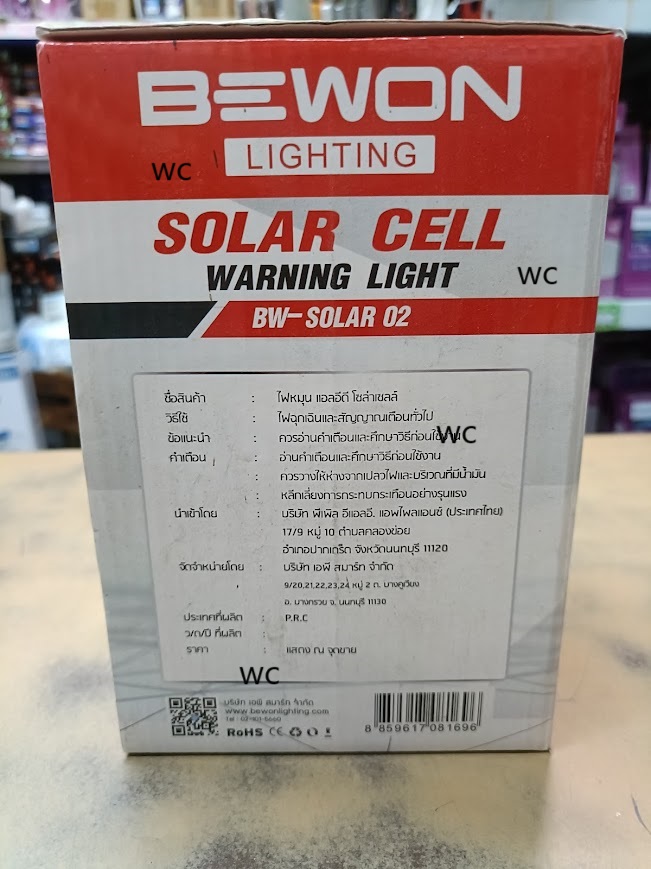 BEWON
LIGHTING
WC
SOLAR CELL
WARNING LIGHT
WC
BW-SOLAR 02
ชื่อสินค้า : ไฟหมุน แอลอีดี โซล่าเซลล์
วิธีใช้ : ไฟฉุกเฉินและสัญญาณเตือนทั่วไป
ข้อแนะนำ : ควรอ่านคำเตือนและศึกษาวิธีก่อนใช้งาน
WC
คำเตือน : อ่านคำเตือนและศึกษาวิธีก่อนใช้งาน
: ควรวางให้ห่างจากเปลวไฟและบริเวณที่มีน้ำมัน
: หลีกเลี่ยงการกระทบกระเทือนอย่างรุนแรง
นำเข้าโดย : บริษัท พีเพิล อีแอลอี. แอพไพลแอนซ์ (ประเทศไทย)
17/9 หมู่ 10 ตำบลคลองข่อย
อำเภอปากเกร็ด จังหวัดนนทบุรี 11120
จัดจำหน่ายโดย : บริษัท เอพี สมาร์ท จำกัด
9/20,21,22,23,24 หมู่ 2 ต. บางคูเวียง
อ. บางกรวย จ. นนทบุรี 11130
ประเทศที่ผลิต : P.R.C
ว/ด/ปี ที่ผลิต :
ราคา : แสดง ณ จุดขาย
WC
บริษัท เอพี สมาร์ท จำกัด
www.bewonlighting.com
RoHS CE
8 859617 081696